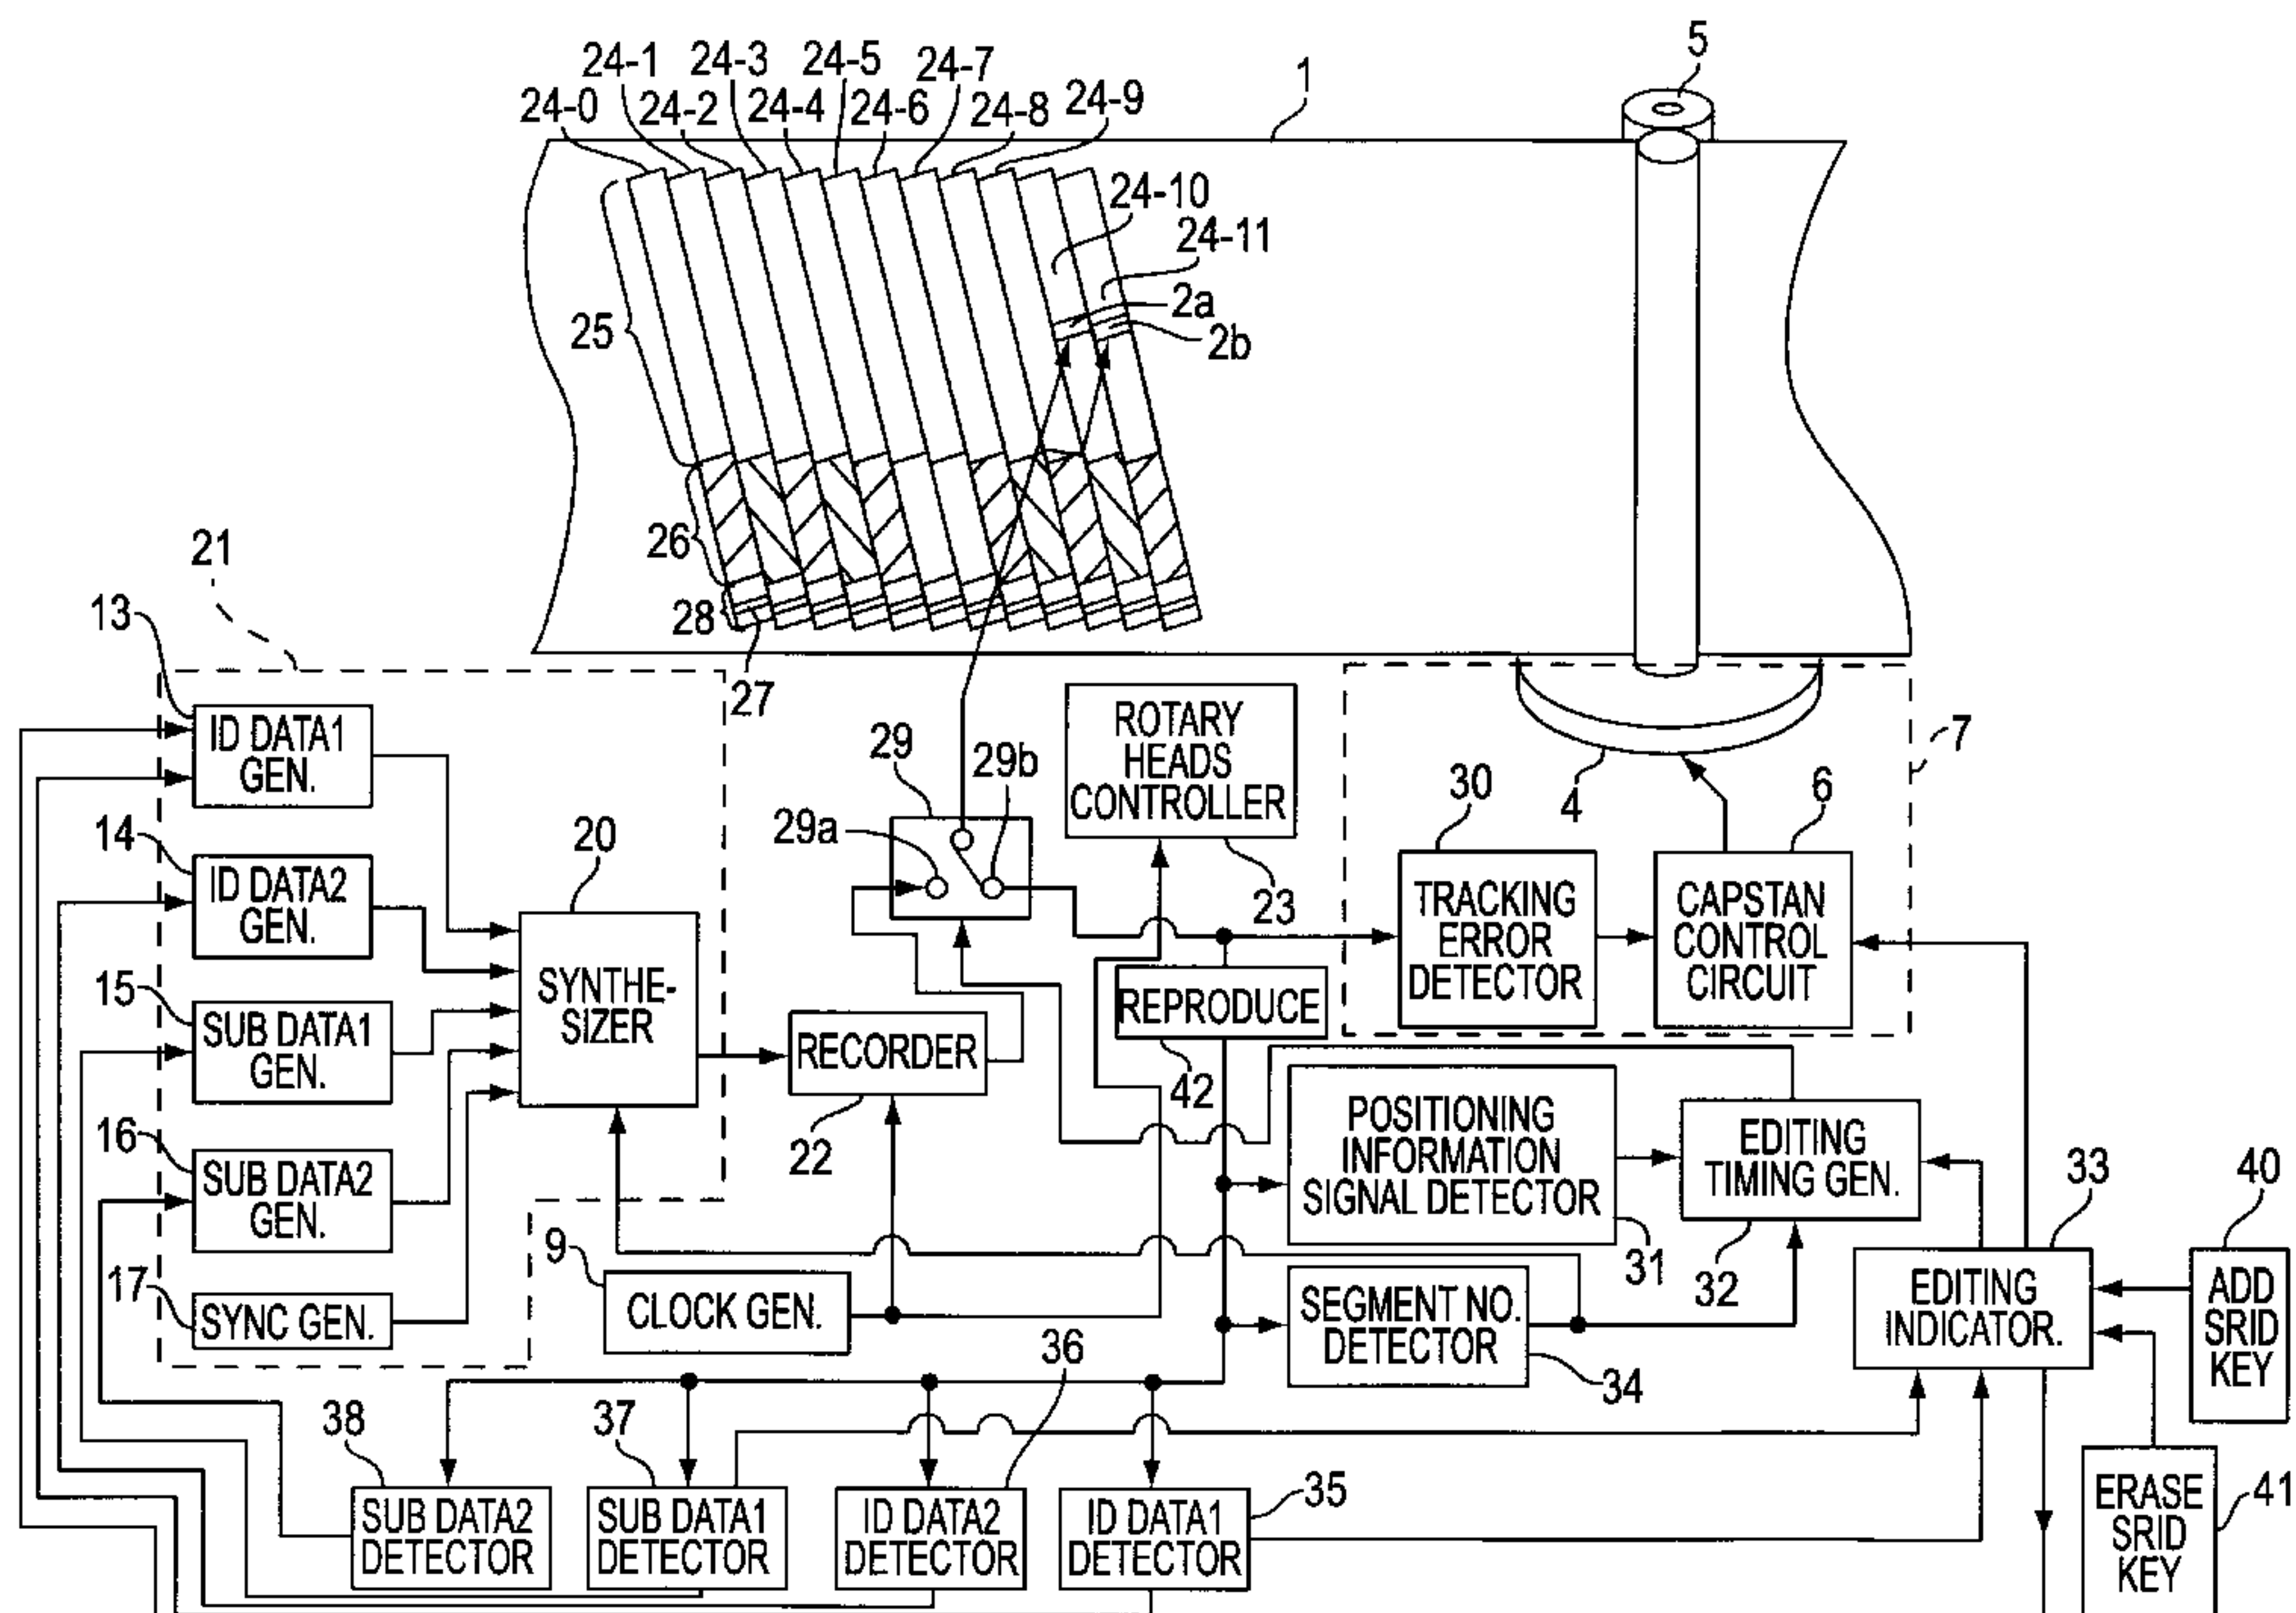 5
24-1
24-3
24-5
24-7
1
24-0
24-2
24-4
24-6
24-8
24-9
24-10
24-11
2a
2b
25
26
28
27
21
13
ID DATA1
GEN.
14
ID DATA2
GEN.
15
SUB DATA1
GEN.
16
SUB DATA2
GEN.
17
SYNC GEN.
20
SYNTHE-
SIZER
RECORDER
22
9
CLOCK GEN.
29
29a
29b
ROTARY
HEADS
CONTROLLER
23
4
7
30
TRACKING
ERROR
DETECTOR
6
CAPSTAN
CONTROL
CIRCUIT
REPRODUCE
42
POSITIONING
INFORMATION
SIGNAL DETECTOR
31
EDITING
TIMING GEN.
32
33
EDITING
INDICATOR.
40
ADD
SRID
KEY
SEGMENT NO.
DETECTOR
34
ERASE
SRID
KEY
41
38
SUB DATA2
DETECTOR
37
SUB DATA1
DETECTOR
36
ID DATA2
DETECTOR
35
ID DATA1
DETECTOR